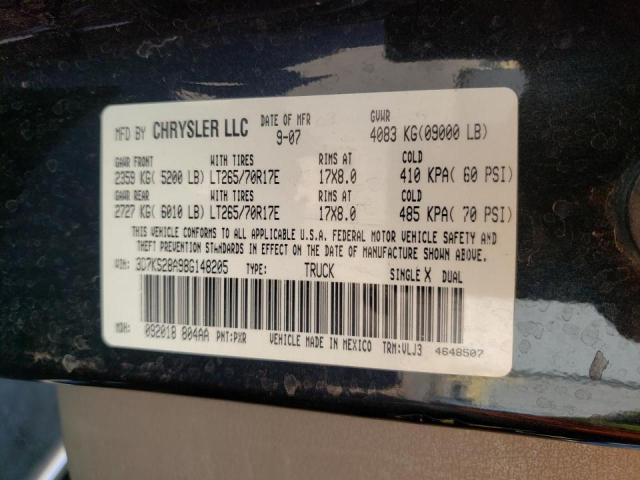 MFD BY CHRYSLER LLC DATE OF MFR 9-07 GVWR 4083 KG(09000 LB)
GAWR FRONT WITH TIRES RIMS AT COLD
2359 KG( 5200 LB) LT265/70R17E 17X8.0 410 KPA( 60 PSI)
GAWR REAR WITH TIRES RIMS AT COLD
2727 KG( 6010 LB) LT265/70R17E 17X8.0 485 KPA( 70 PSI)
THIS VEHICLE CONFORMS TO ALL APPLICABLE U.S.A. FEDERAL MOTOR VEHICLE SAFETY AND
THEFT PREVENTION STANDARDS IN EFFECT ON THE DATE OF MANUFACTURE SHOWN ABOVE.
VIN: 3D7KS28A98G148205 TYPE: TRUCK SINGLE X DUAL
MDH: 092018 804AA PNT:PXR VEHICLE MADE IN MEXICO TRM:VLJ3 4648507